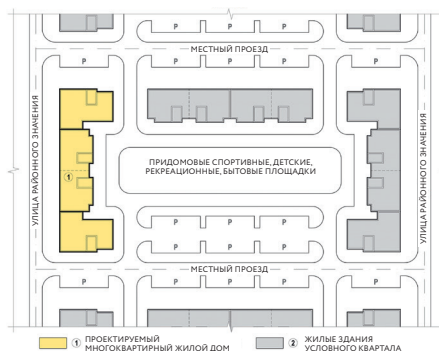 P P P
МЕСТНЫЙ ПРОЕЗД
P P P P P
УЛИЦА РАЙОННОГО ЗНАЧЕНИЯ
УЛИЦА РАЙОННОГО ЗНАЧЕНИЯ
ПРИДОМОВЫЕ СПОРТИВНЫЕ, ДЕТСКИЕ,
РЕКРЕАЦИОННЫЕ, БЫТОВЫЕ ПЛОЩАДКИ
1
P P P
P P P P P
МЕСТНЫЙ ПРОЕЗД
P P P
1 ПРОЕКТИРУЕМЫЙ
МНОГОКВАРТИРНЫЙ ЖИЛОЙ ДОМ
2 ЖИЛЫЕ ЗДАНИЯ
УСЛОВНОГО КВАРТАЛА